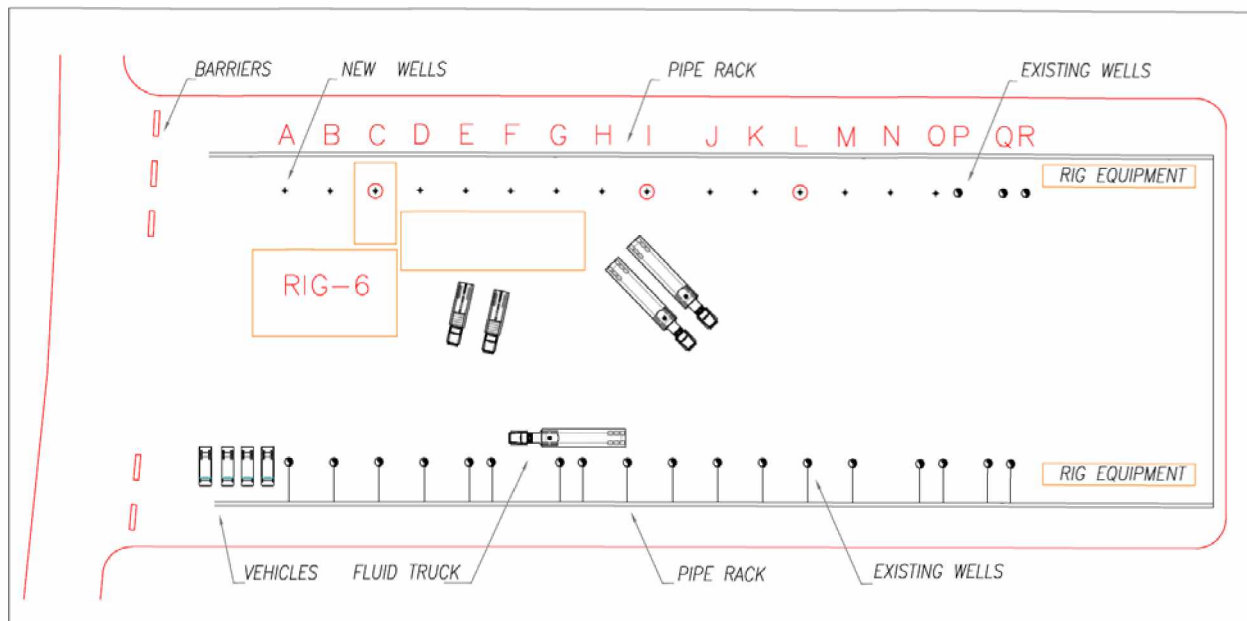 BARRIERS NEW WELLS PIPE RACK EXISTING WELLS
A B C D E F G H I J K L M N O P Q R
RIG EQUIPMENT
RIG-6
RIG EQUIPMENT
VEHICLES FLUID TRUCK PIPE RACK EXISTING WELLS